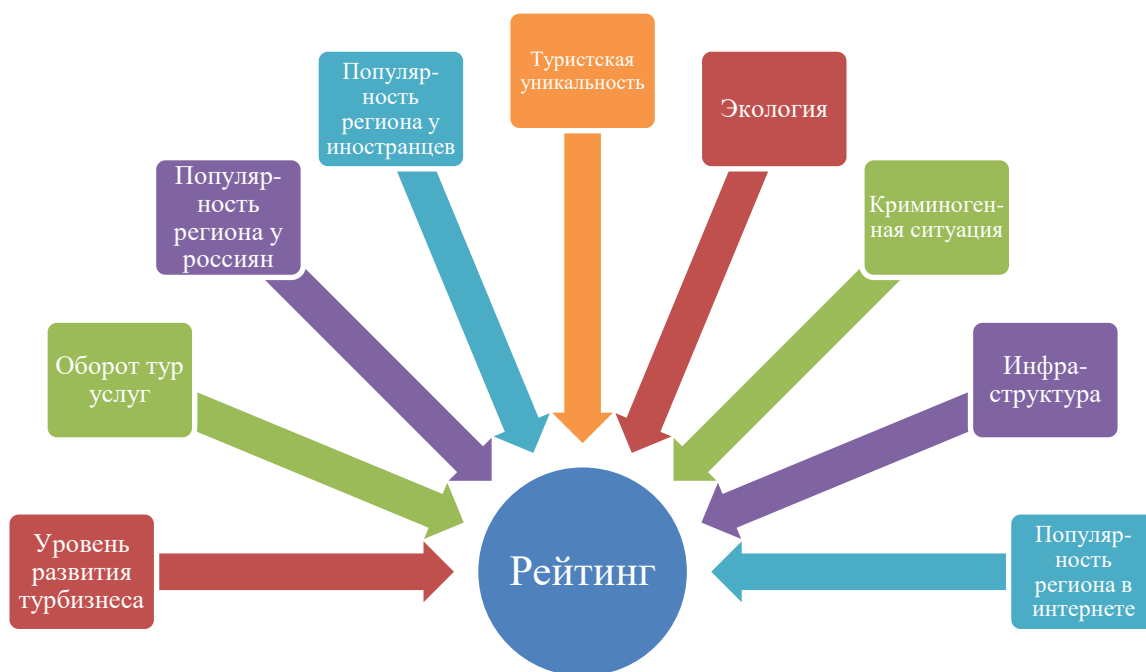 Туристская
уникальность
Популяр-
ность
региона у
иностранцев
Экология
Популяр-
ность
региона у
россиян
Криминоген-
ная ситуация
Оборот тур
услуг
Инфра-
структура
Уровень
развития
турбизнеса
Рейтинг
Популяр-
ность
региона в
интернете